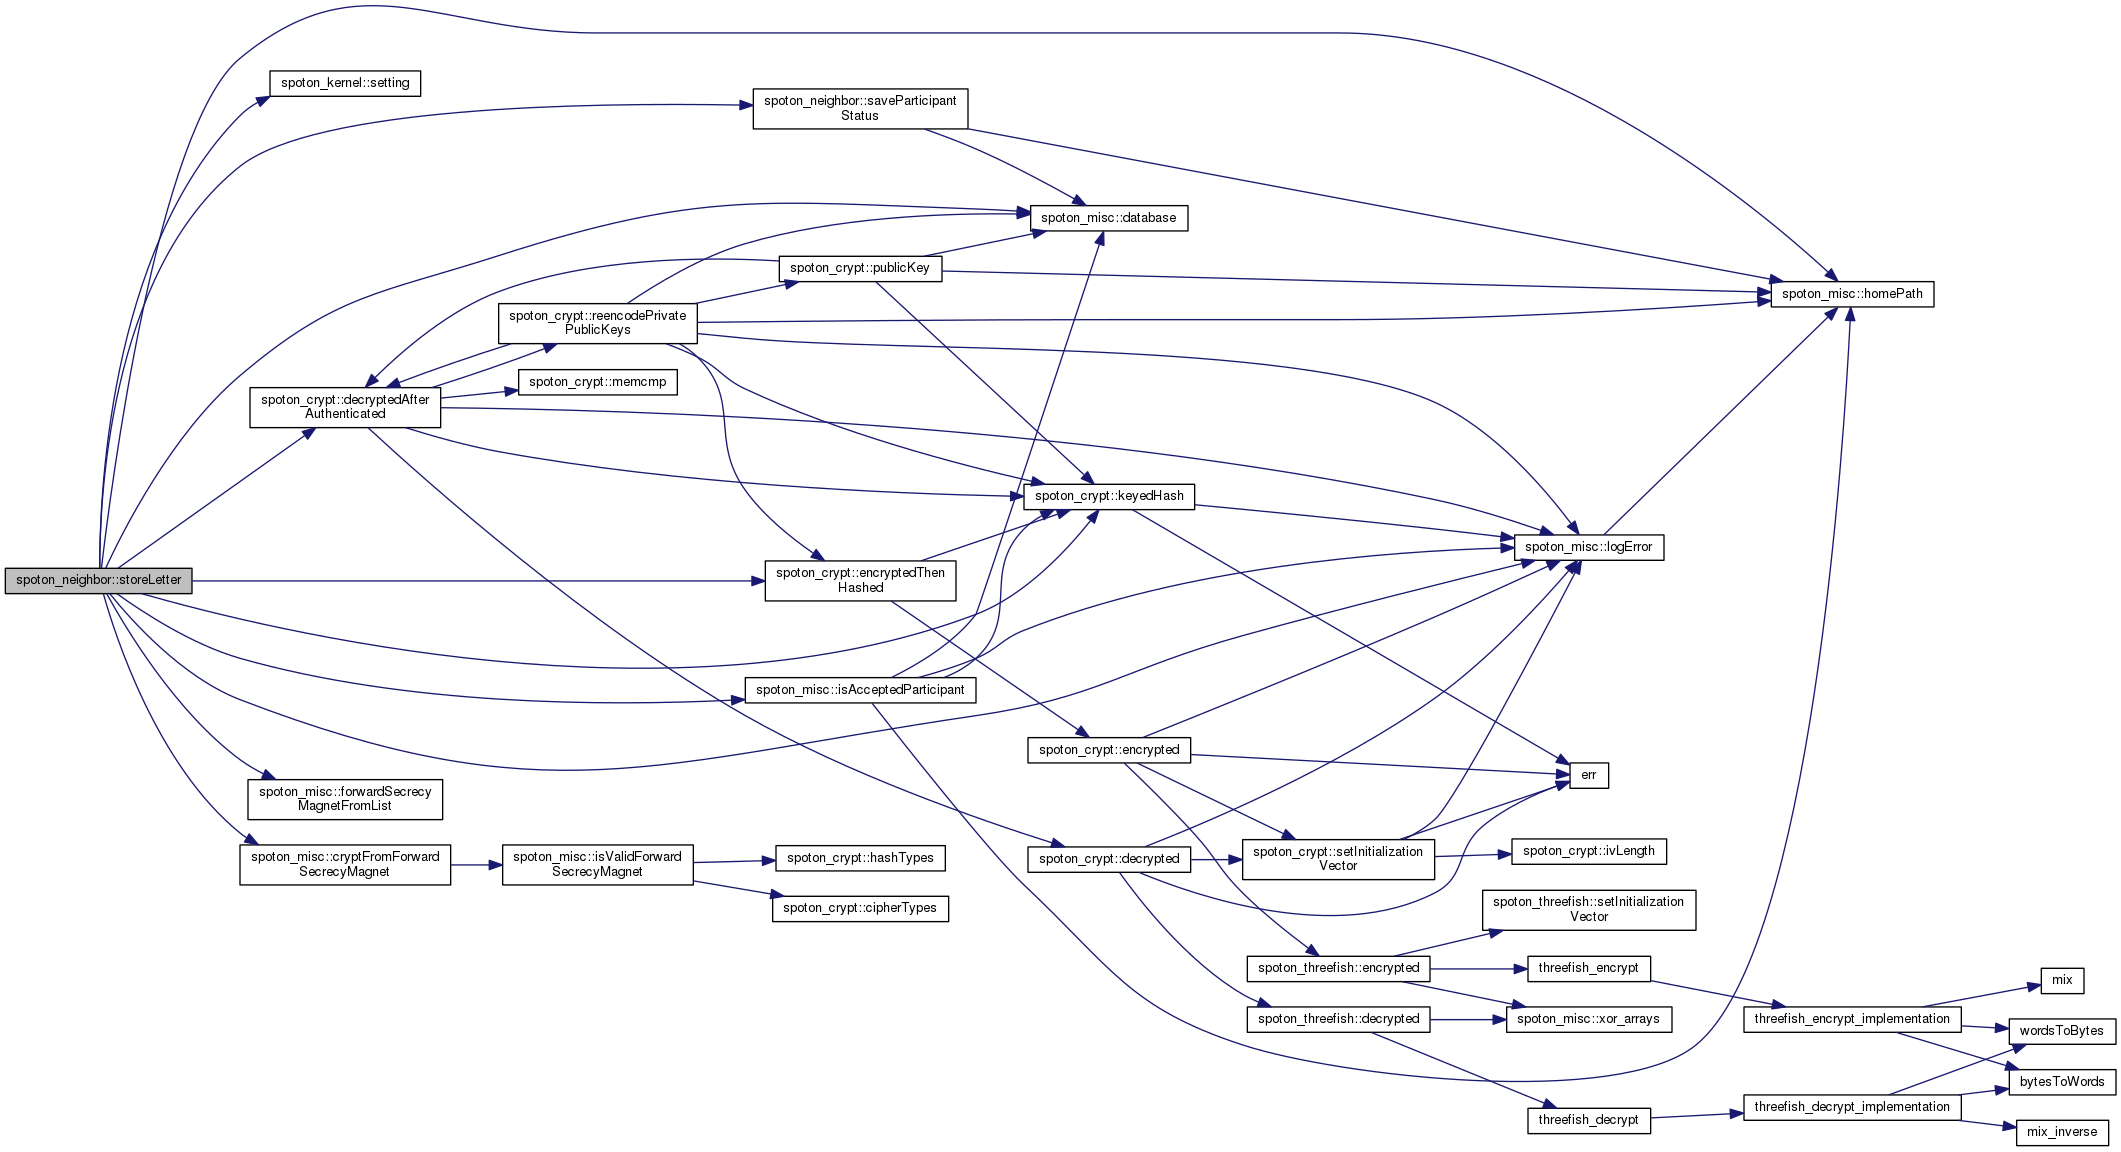 spoton_kernel::setting
spoton_neighbor::saveParticipant
Status
spoton_misc::database
spoton_crypt::publicKey
spoton_misc::homePath
spoton_crypt::reencodePrivate
PublicKeys
spoton_crypt::memcmp
spoton_crypt::decryptedAfter
Authenticated
spoton_crypt::keyedHash
spoton_misc::logError
spoton_neighbor::storeLetter
spoton_crypt::encryptedThen
Hashed
spoton_misc::isAcceptedParticipant
spoton_crypt::encrypted
err
spoton_misc::forwardSecrecy
MagnetFromList
spoton_misc::cryptFromForward
SecrecyMagnet
spoton_misc::isValidForward
SecrecyMagnet
spoton_crypt::hashTypes
spoton_crypt::cipherTypes
spoton_crypt::decrypted
spoton_crypt::setInitialization
Vector
spoton_crypt::ivLength
spoton_threefish::setInitialization
Vector
spoton_threefish::encrypted
threefish_encrypt
mix
spoton_threefish::decrypted
spoton_misc::xor_arrays
threefish_encrypt_implementation
wordsToBytes
bytesToWords
threefish_decrypt
threefish_decrypt_implementation
mix_inverse